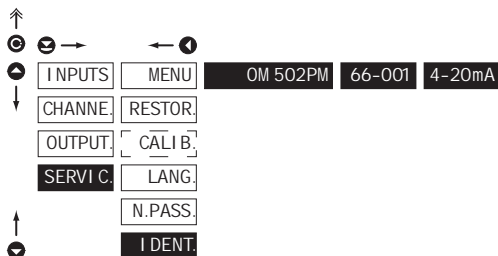 INPUTS MENU OM 502PM 66-001 4-20mA
CHANNE. RESTOR.
OUTPUT. CALIB.
SERVIC. LANG.
N.PASS.
IDENT.